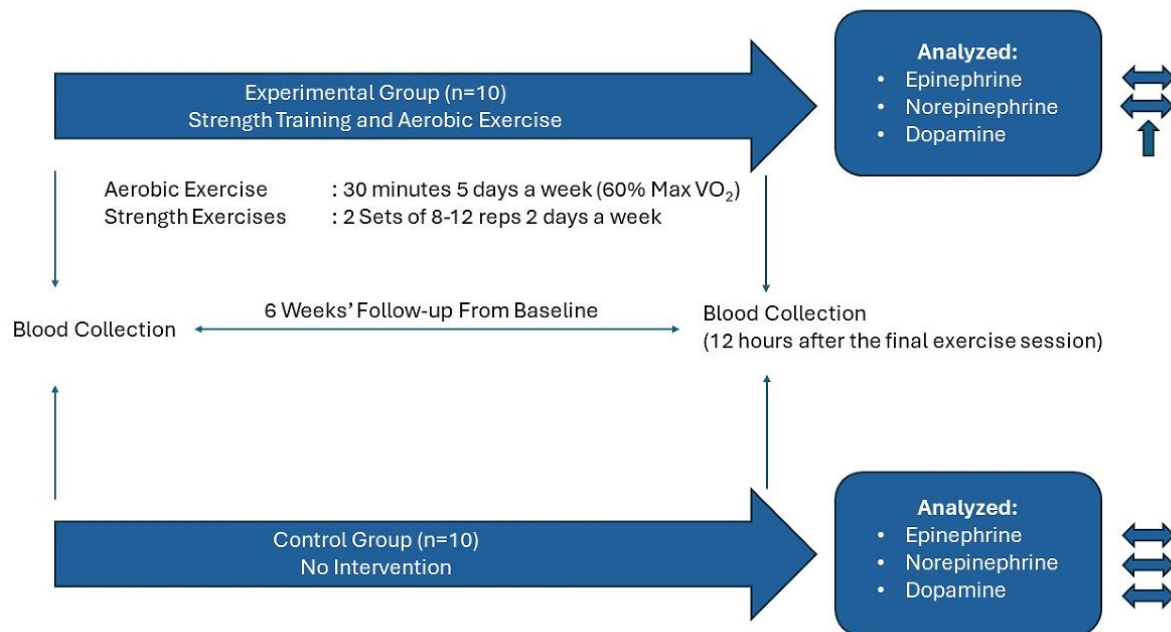 Experimental Group (n=10)
Strength Training and Aerobic Exercise
Analyzed:
• Epinephrine
• Norepinephrine
• Dopamine
Aerobic Exercise : 30 minutes 5 days a week (60% Max VO₂)
Strength Exercises : 2 Sets of 8-12 reps 2 days a week
Blood Collection
6 Weeks’ Follow-up From Baseline
Blood Collection
(12 hours after the final exercise session)
Control Group (n=10)
No Intervention
Analyzed:
• Epinephrine
• Norepinephrine
• Dopamine